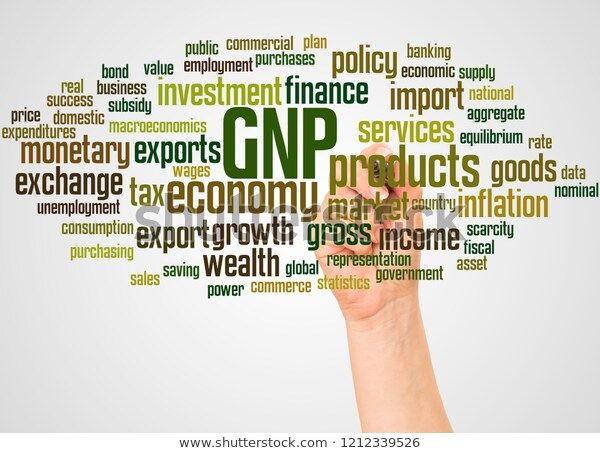 public commercial plan
banking
bond value employment purchases policy economic supply
real business investment finance import national
success subsidy aggregate
price domestic macroeconomics GNP services equilibrium rate
expenditures
monetary exports wages products goods data
exchange tax economy market country inflation nominal
unemployment
consumption export growth gross income scarcity
purchasing wealth global representation fiscal
sales saving government asset
power commerce statistics
shutterstock
www.shutterstock.com · 1212339526